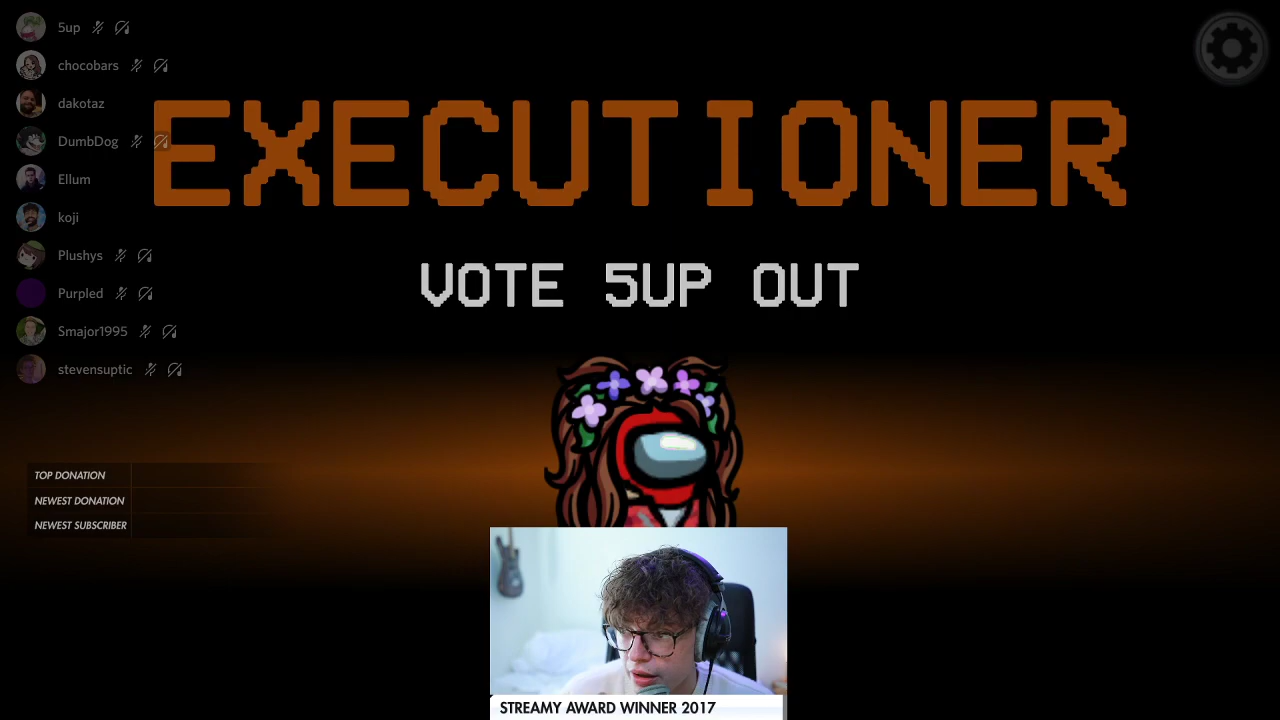 5up
chocobars
dakotaz
DumbDog
Ellum
koji
Plushys
Purpled
Smajor1995
stevensuptic
EXECUTIONER
VOTE 5UP OUT
TOP DONATION
NEWEST DONATION
NEWEST SUBSCRIBER
STREAMY AWARD WINNER 2017